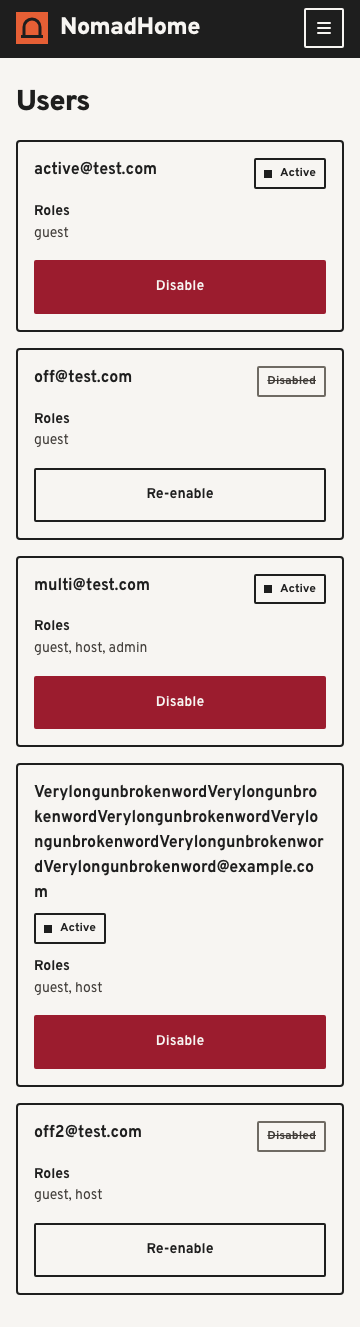 NomadHome
Users
active@test.com
Active
Roles
guest
Disable
off@test.com
Disabled
Roles
guest
Re-enable
multi@test.com
Active
Roles
guest, host, admin
Disable
VerylongunbrokenwordVerylongunbro
kenwordVerylongunbrokenwordVerylo
ngunbrokenwordVerylongunbrokenwor
dVerylongunbrokenword@example.co
m
Active
Roles
guest, host
Disable
off2@test.com
Disabled
Roles
guest, host
Re-enable